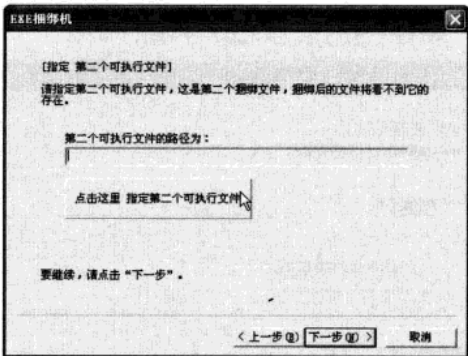 EXE捆绑机
[指定 第二个可执行文件]
请指定第二个可执行文件，这是第二个捆绑文件，捆绑后的文件将看不到它的
存在。
第二个可执行文件的路径为：
点击这里 指定第二个可执行文件
要继续，请点击“下一步”。
< 上一步(B) 下一步(N) > 取消